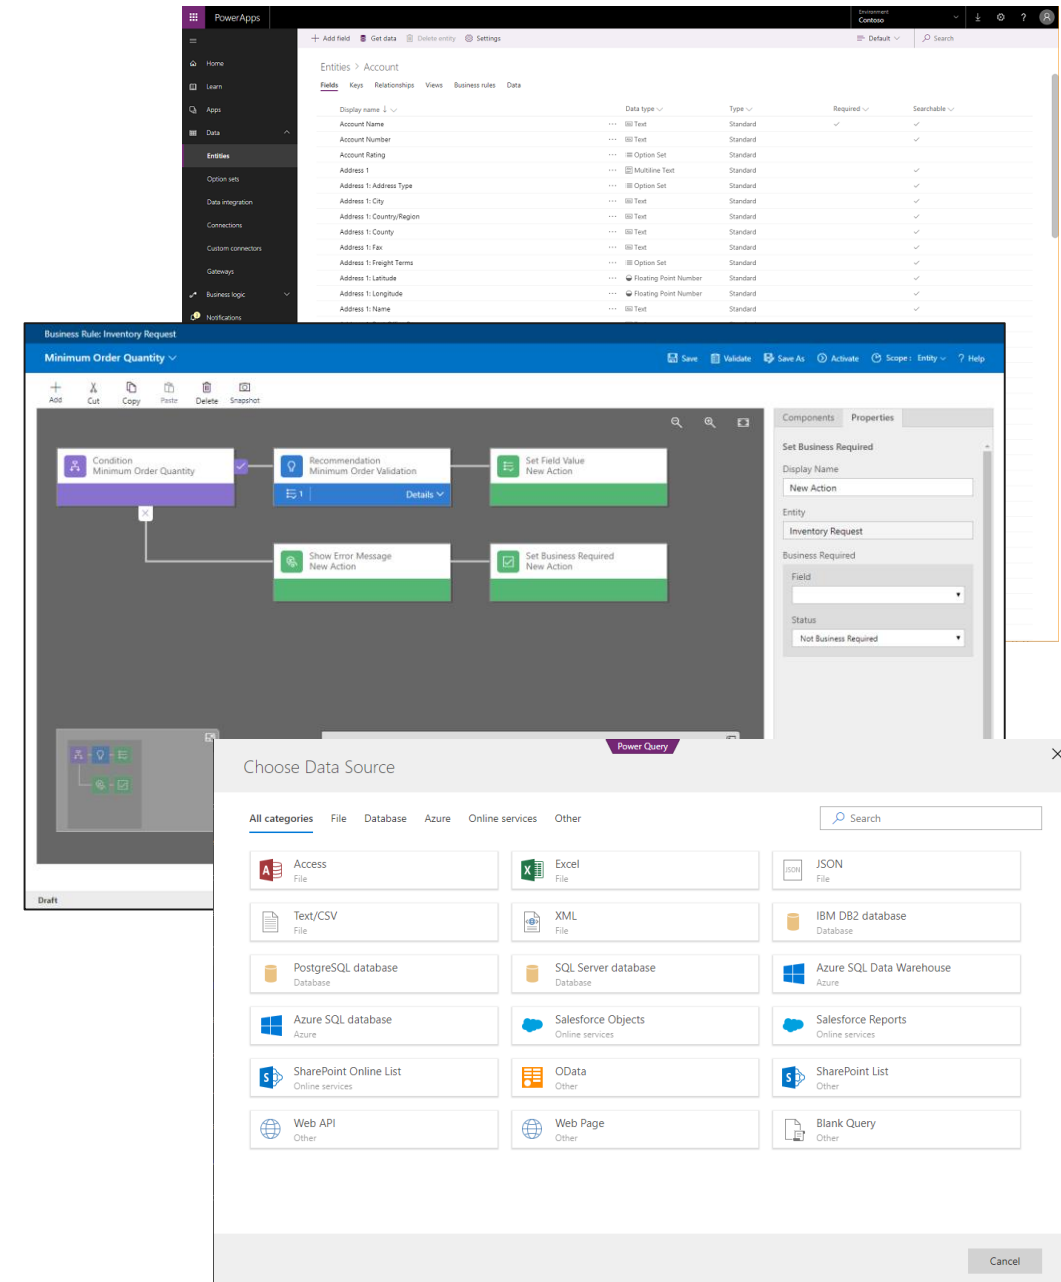 PowerApps
Environment
Contoso
?
Add field Get data Delete entity Settings
Default Search
Home
Learn
Apps
Data
Entities
Option sets
Data integration
Connections
Custom connectors
Gateways
Business logic
Notifications
Entities > Account
Fields Keys Relationships Views Business rules Data
Display name Data type Type Required Searchable
Account Name ... Text Standard
Account Number ... Text Standard
Account Rating ... Option Set Standard
Address 1 ... Multiline Text Standard
Address 1: Address Type ... Option Set Standard
Address 1: City ... Text Standard
Address 1: Country/Region ... Text Standard
Address 1: County ... Text Standard
Address 1: Fax ... Text Standard
Address 1: Freight Terms ... Option Set Standard
Address 1: Latitude ... Floating Point Number Standard
Address 1: Longitude ... Floating Point Number Standard
Address 1: Name ... Text Standard
Business Rule: Inventory Request
Minimum Order Quantity
Save Validate Save As Activate Scope : Entity ? Help
Add Cut Copy Paste Delete Snapshot
Condition
Minimum Order Quantity
Recommendation
Minimum Order Validation
1 Details
Set Field Value
New Action
Show Error Message
New Action
Set Business Required
New Action
Components Properties
Set Business Required
Display Name
New Action
Entity
Inventory Request
Business Required
Field
Status
Not Business Required
Draft
Power Query
Choose Data Source
All categories File Database Azure Online services Other
Search
Access
File
Excel
File
JSON
JSON
File
Text/CSV
File
XML
File
IBM DB2 database
Database
PostgreSQL database
Database
SQL Server database
Database
Azure SQL Data Warehouse
Azure
Azure SQL database
Azure
Salesforce Objects
Online services
Salesforce Reports
Online services
SharePoint Online List
Online services
OData
Other
SharePoint List
Other
Web API
Other
Web Page
Other
Blank Query
Other
Cancel